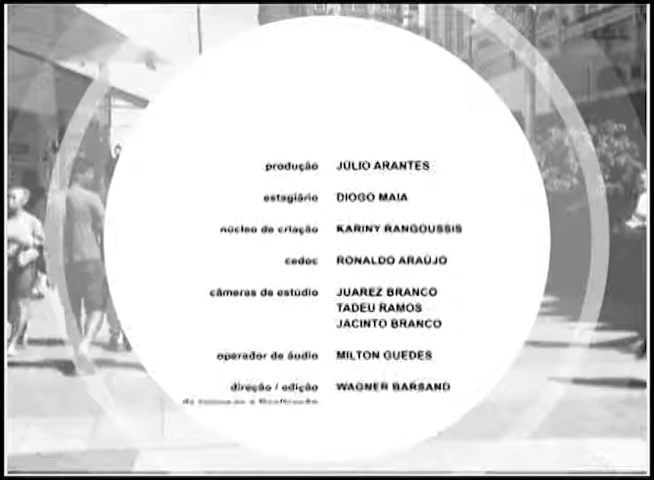 produção JÚLIO ARANTES
estagiário DIOGO MAIA
núcleo de criação KARINY RANGOUSSIS
cedoc RONALDO ARAÚJO
câmeras de estúdio JUAREZ BRANCO
TADEU RAMOS
JACINTO BRANCO
operador de áudio MILTON GUEDES
direção / edição WAGNER BARSAND